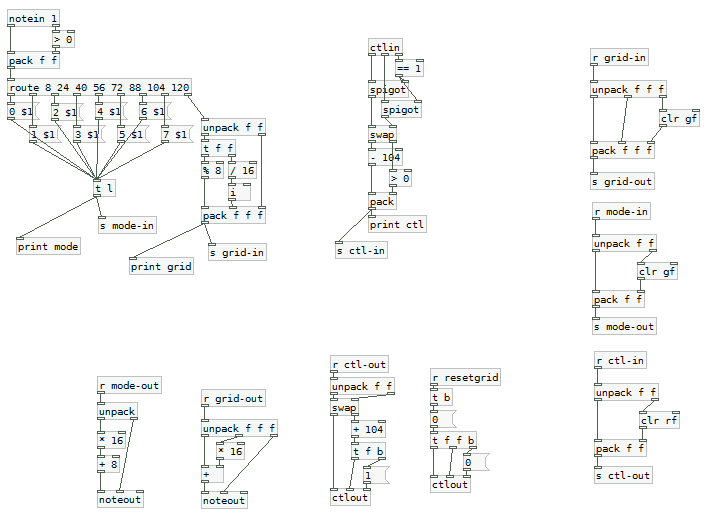 notein 1
> 0
pack f f
route 8 24 40 56 72 88 104 120
0 $1
2 $1
4 $1
6 $1
1 $1
3 $1
5 $1
7 $1
t l
s mode-in
print mode
unpack f f
t f f
% 8
/ 16
i
pack f f f
s grid-in
print grid
ctlin
== 1
spigot
spigot
swap
- 104
> 0
pack
print ctl
s ctl-in
r grid-in
unpack f f f
clr gf
pack f f f
s grid-out
r mode-in
unpack f f
clr gf
pack f f
s mode-out
r ctl-in
unpack f f
clr rf
pack f f
s ctl-out
r mode-out
unpack
* 16
+ 8
noteout
r grid-out
unpack f f f
* 16
+
noteout
r ctl-out
unpack f f
swap
+ 104
t f b
1
ctlout
r resetgrid
t b
0
t f f b
0
ctlout